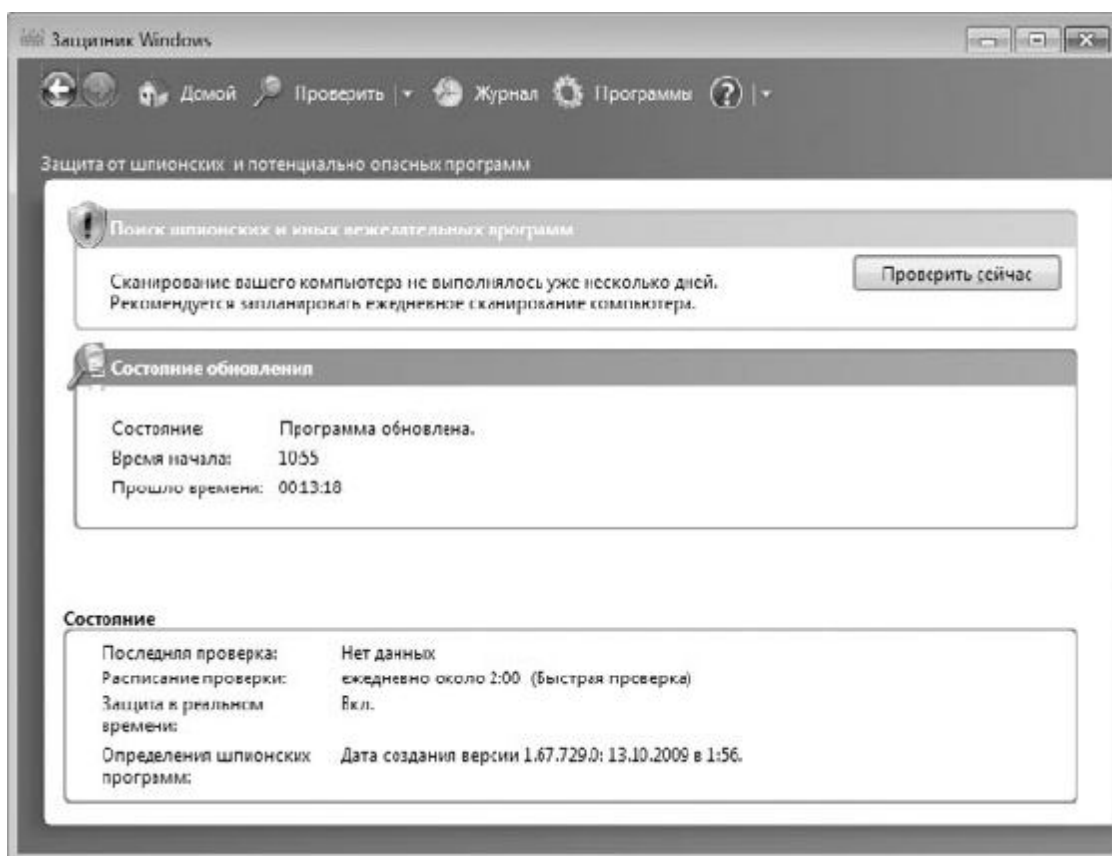 Защитник Windows
Домой Проверить Журнал Программы ?
Защита от шпионских и потенциально опасных программ
Поиск шпионских и иных нежелательных программ
Сканирование вашего компьютера не выполнялось уже несколько дней.
Рекомендуется запланировать ежедневное сканирование компьютера.
Проверить сейчас
Состояние обновления
Состояние: Программа обновлена.
Время начала: 10:55
Прошло времени: 00:13:18
Состояние
Последняя проверка: Нет данных
Расписание проверки: ежедневно около 2:00 (Быстрая проверка)
Защита в реальном времени: Вкл.
Определения шпионских программ: Дата создания версии 1.67.729.0: 13.10.2009 в 1:56.